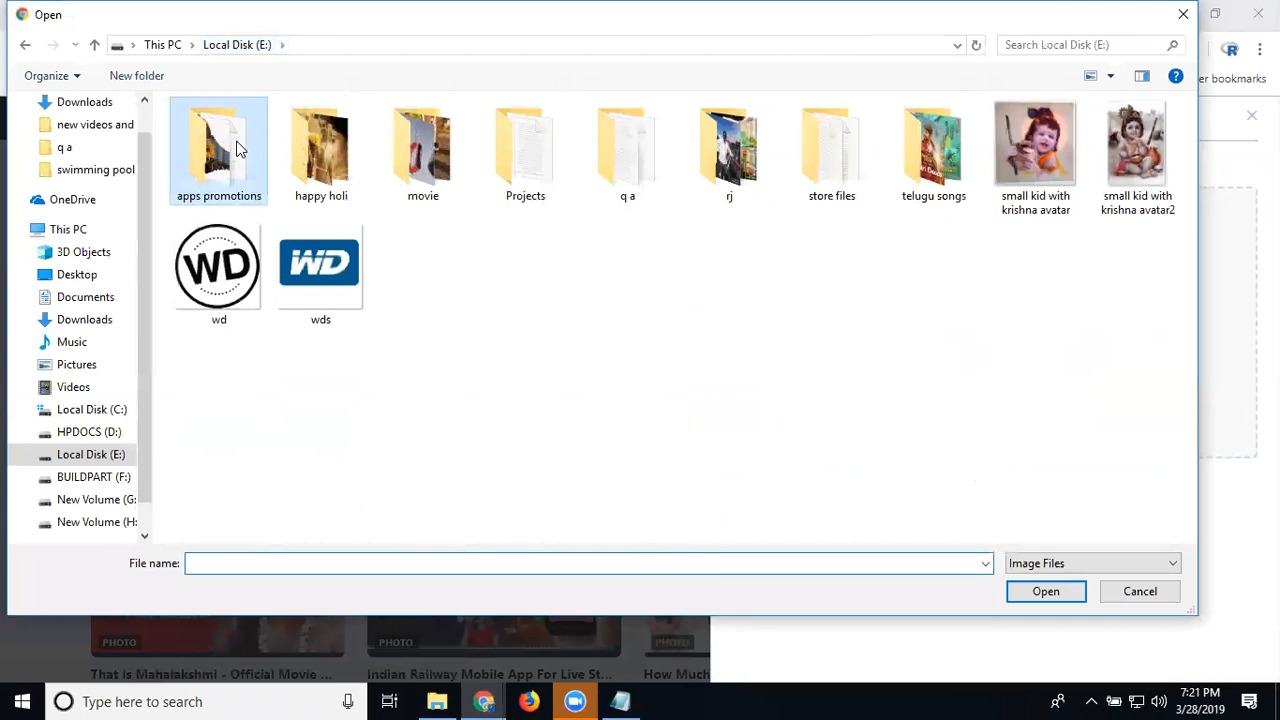 Open
This PC
Local Disk (E:)
Search Local Disk (E:)
Organize
New folder
er bookmarks
Downloads
new videos and
q a
swimming pool
OneDrive
This PC
3D Objects
Desktop
Documents
Downloads
Music
Pictures
Videos
Local Disk (C:)
HPDOCS (D:)
Local Disk (E:)
BUILDPART (F:)
New Volume (G:
New Volume (H:
apps promotions
happy holi
movie
Projects
q a
rj
store files
telugu songs
small kid with
krishna avatar
small kid with
krishna avatar2
WD
wd
WD
wds
File name:
Image Files
Open
Cancel
PHOTO
PHOTO
PHOTO
That Is Mahalakshmi - Official Movie ...
Indian Railway Mobile App For Live St...
How Much
Type here to search
7:21 PM
3/28/2019